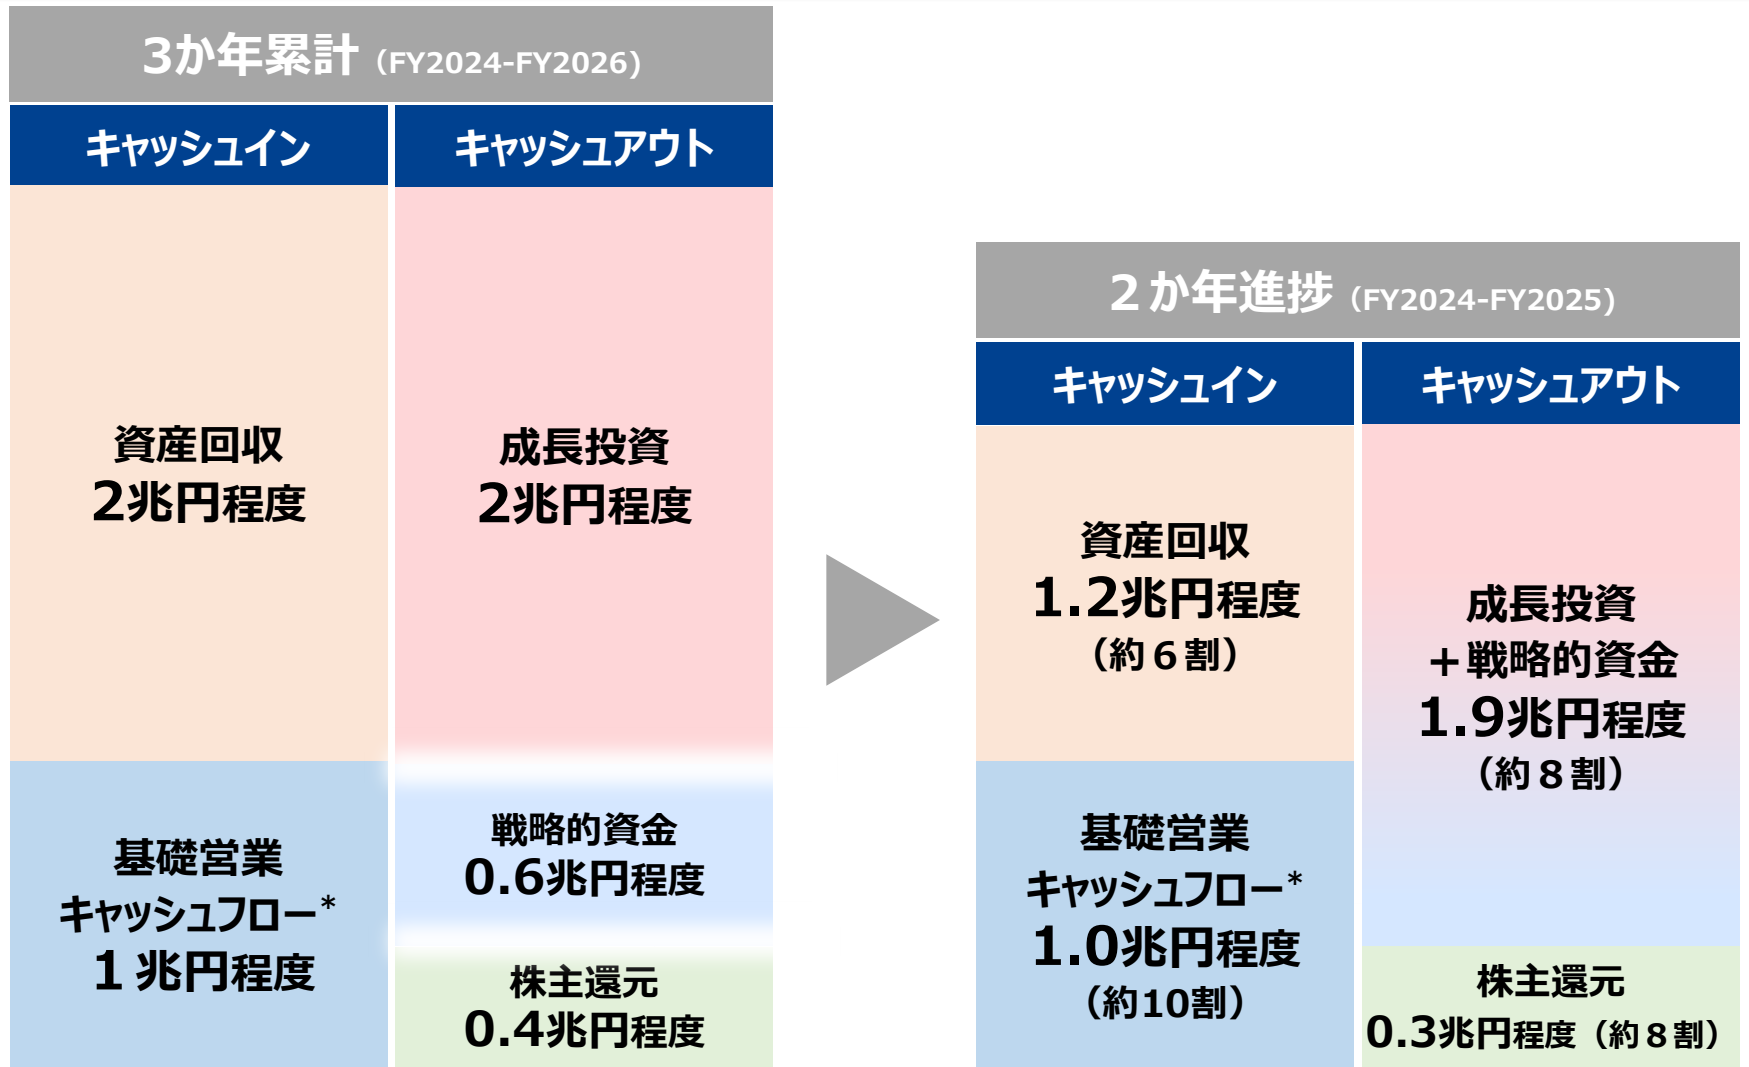 3か年累計（FY2024-FY2026)
キャッシュイン
キャッシュアウト
資産回収
2兆円程度
成長投資
2兆円程度
基礎営業
キャッシュフロー*
１兆円程度
戦略的資金
0.6兆円程度
株主還元
0.4兆円程度
２か年進捗（FY2024-FY2025)
キャッシュイン
キャッシュアウト
資産回収
1.2兆円程度
（約６割）
成長投資
＋戦略的資金
1.9兆円程度
（約８割）
基礎営業
キャッシュフロー*
1.0兆円程度
（約10割）
株主還元
0.3兆円程度（約８割）